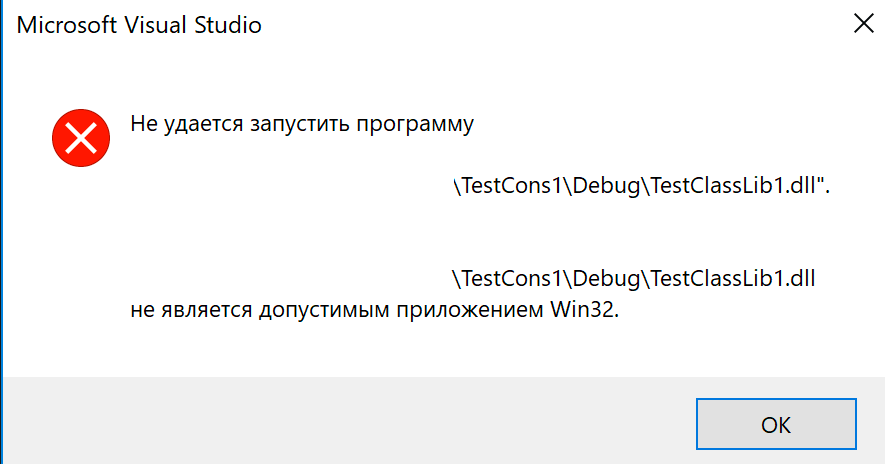 Microsoft Visual Studio
Не удается запустить программу
\TestCons1\Debug\TestClassLib1.dll".
\TestCons1\Debug\TestClassLib1.dll
не является допустимым приложением Win32.
OK